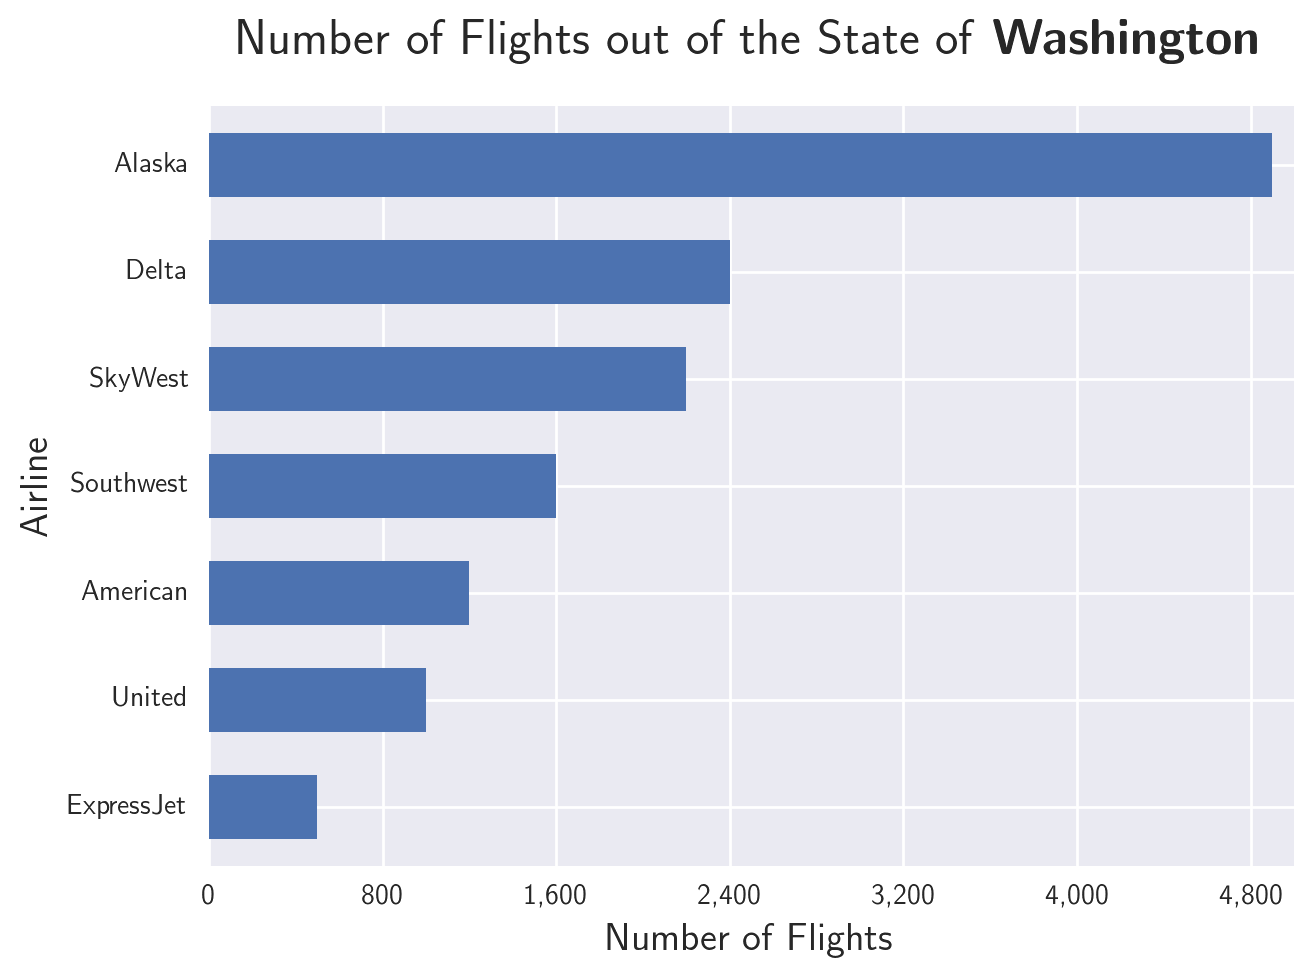 Number of Flights out of the State of Washington
Alaska
Delta
SkyWest
Southwest
American
United
ExpressJet
Airline
0 800 1,600 2,400 3,200 4,000 4,800
Number of Flights